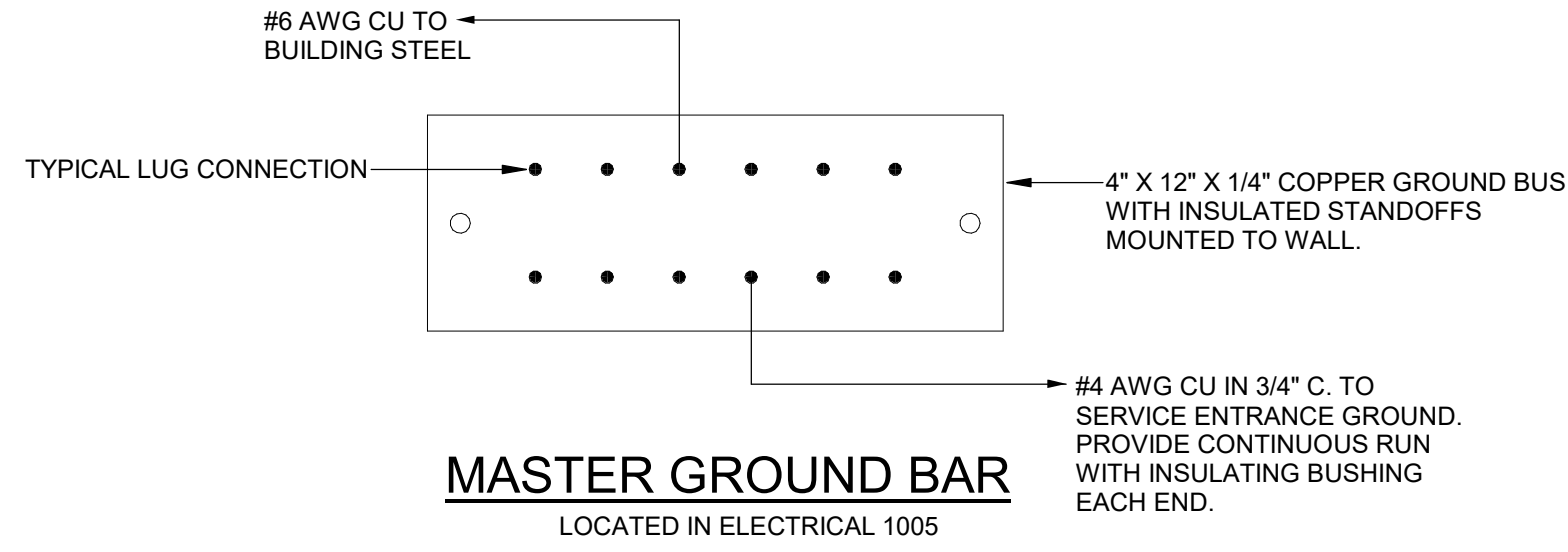 #6 AWG CU TO
BUILDING STEEL
TYPICAL LUG CONNECTION
4" X 12" X 1/4" COPPER GROUND BUS
WITH INSULATED STANDOFFS
MOUNTED TO WALL.
#4 AWG CU IN 3/4" C. TO
SERVICE ENTRANCE GROUND.
PROVIDE CONTINUOUS RUN
WITH INSULATING BUSHING
EACH END.
MASTER GROUND BAR
LOCATED IN ELECTRICAL 1005